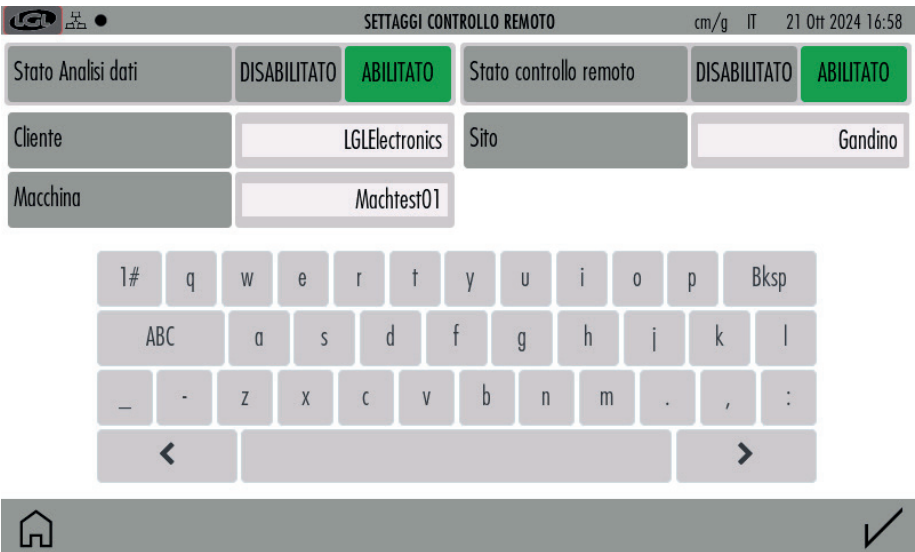 LGL SETTAGGI CONTROLLO REMOTO cm/g IT 21 Ott 2024 16:58
Stato Analisi dati DISABILITATO ABILITATO Stato controllo remoto DISABILITATO ABILITATO
Cliente LGLElectronics Sito Gandino
Macchina Machtest01
1# q w e r t y u i o p Bksp
ABC a s d f g h j k l
_ - z x c v b n m . , :